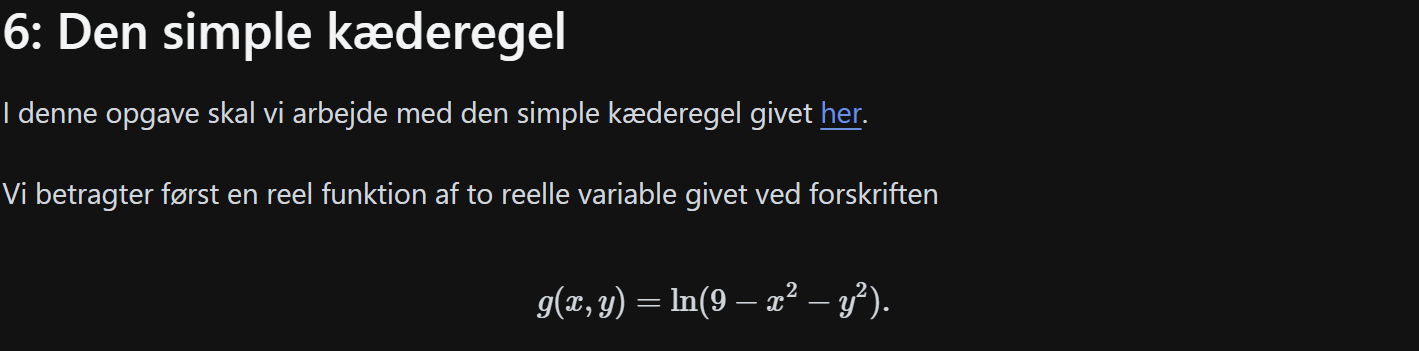 6: Den simple kæderegel
I denne opgave skal vi arbejde med den simple kæderegel givet her.
Vi betragter først en reel funktion af to reelle variable givet ved forskriften
g(x, y) = ln(9 − x² − y²).